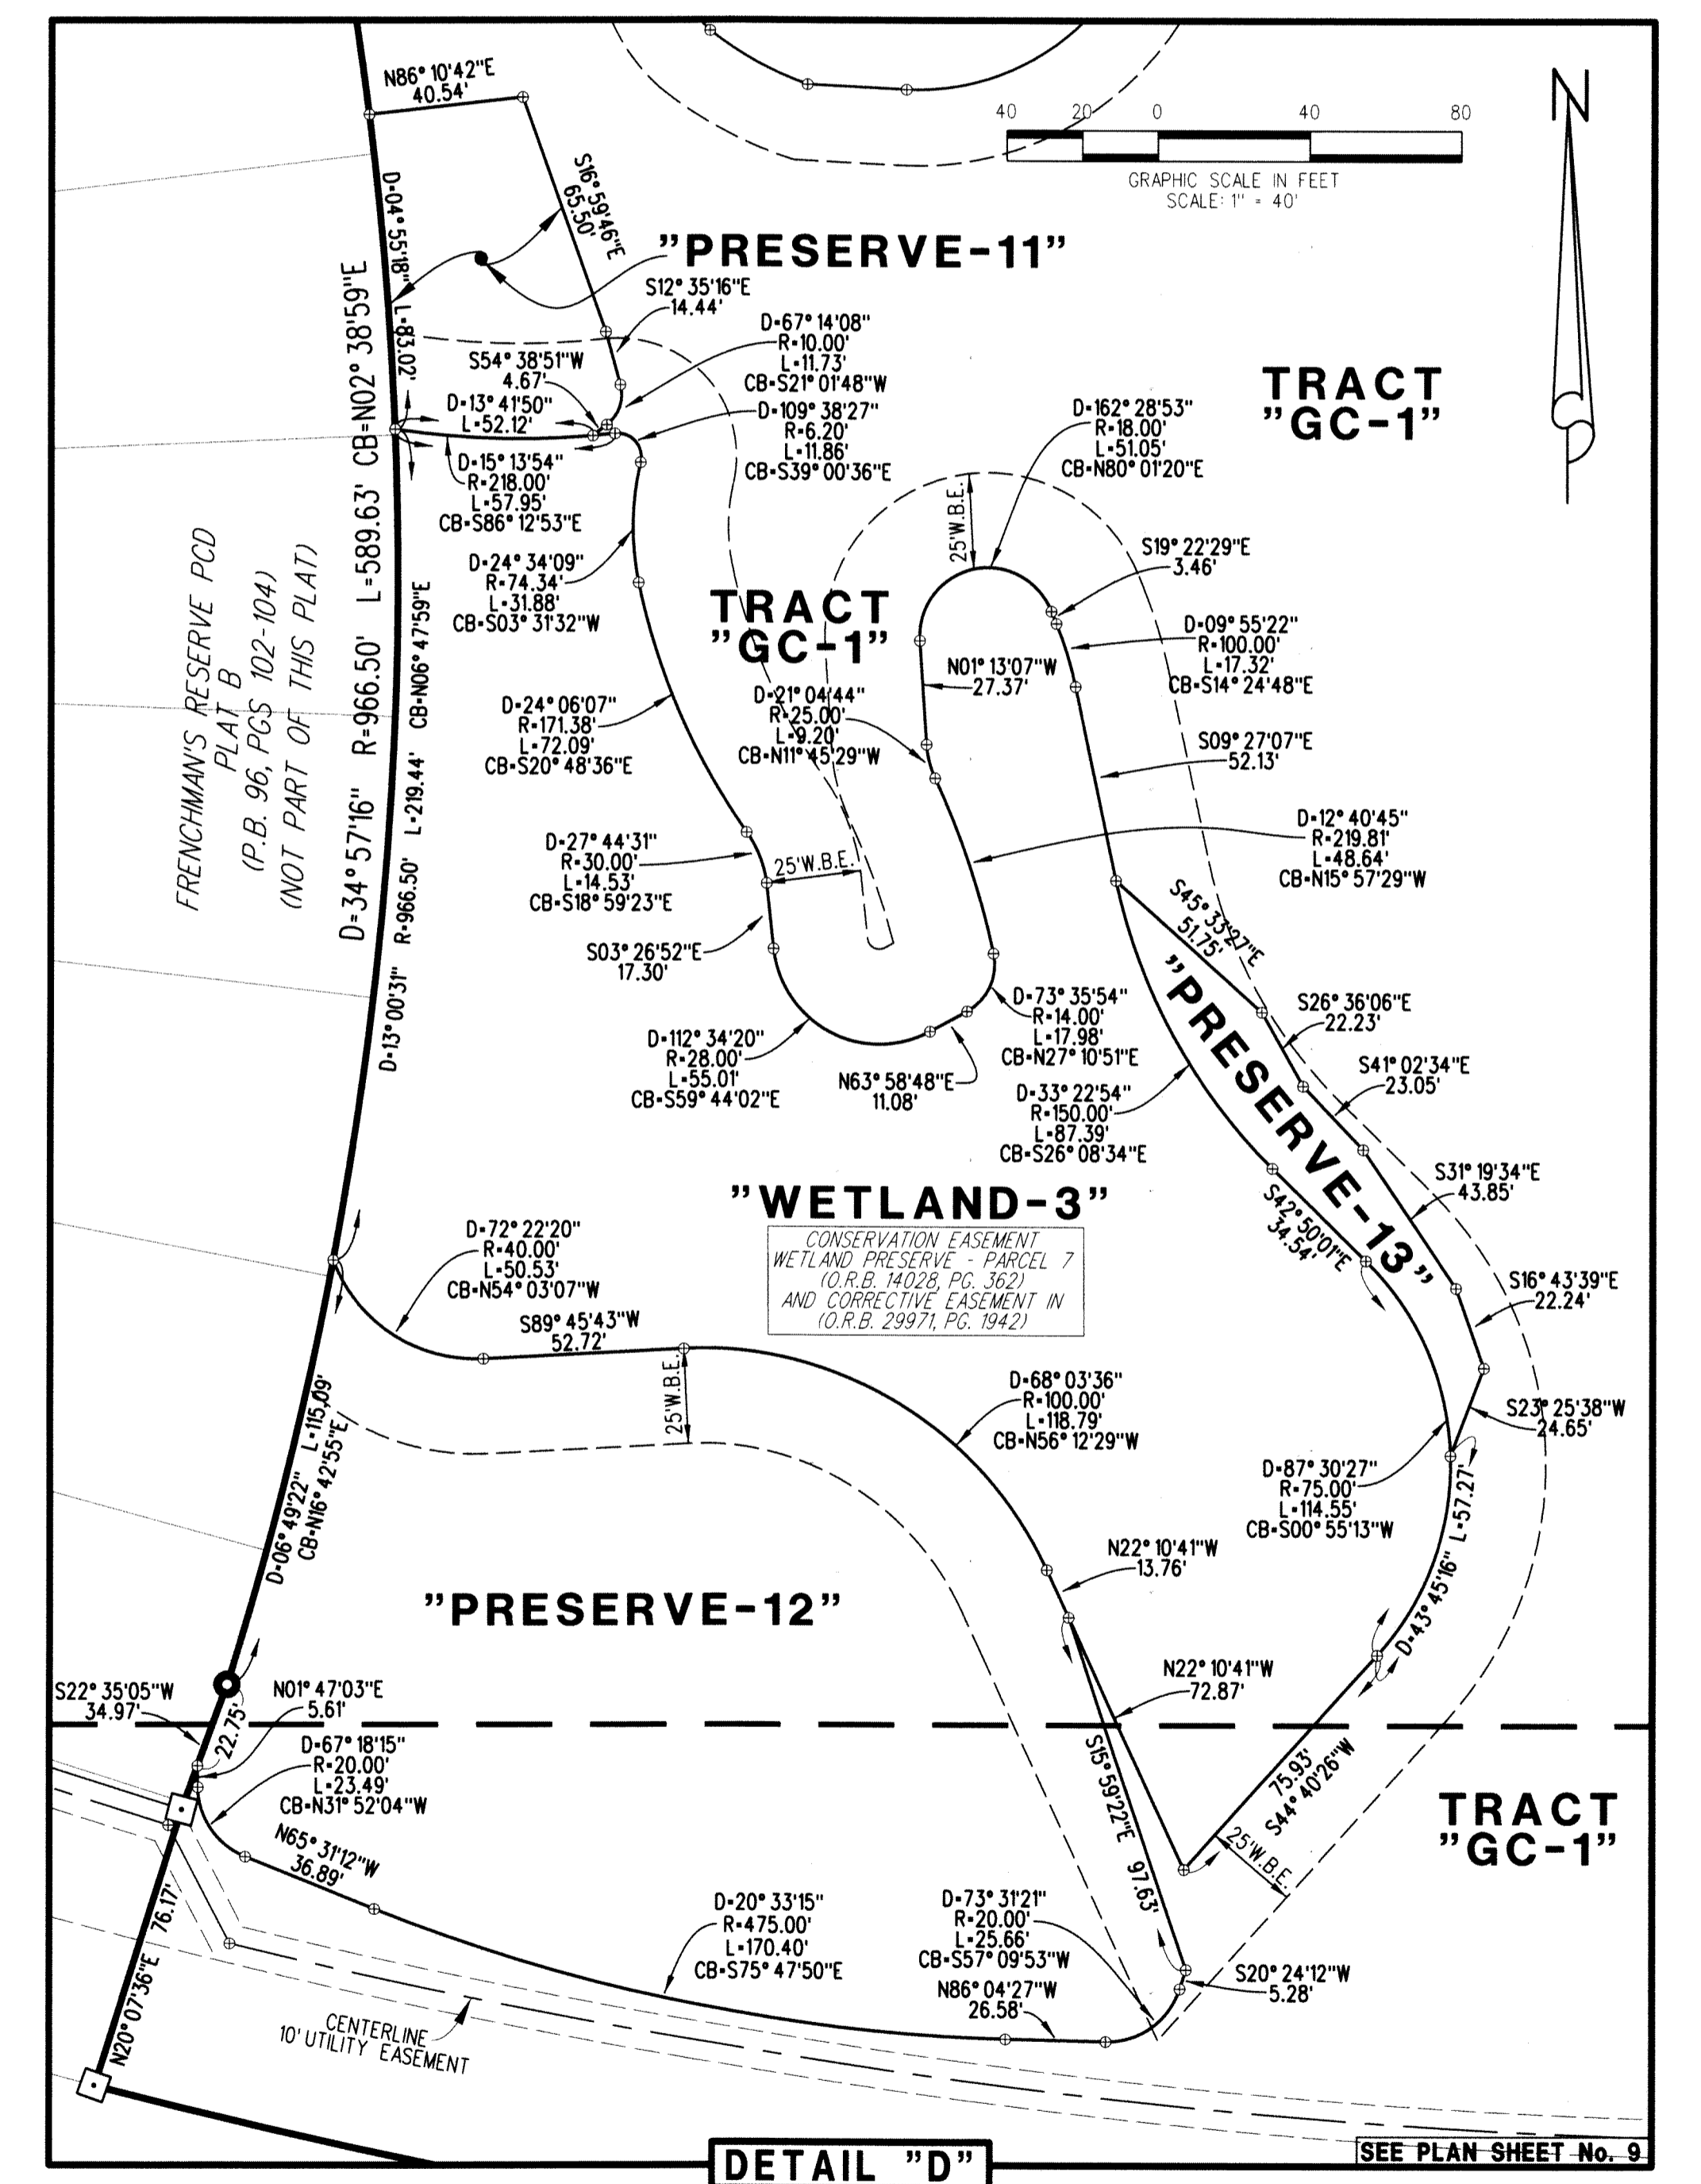 N86°10'42"E
40.54'
40 20 0 40 80
GRAPHIC SCALE IN FEET
SCALE: 1" = 40'
N
S16°59'46"E
65.50'
D=04°55'18" L=83.02'
"PRESERVE-11"
S12°35'16"E
14.44'
D=67°14'08"
R=10.00'
L=11.73'
CB=S21°01'48"W
S54°38'51"W
4.67'
D=13°41'50"
L=52.12'
D=109°38'27"
R=6.20'
L=11.86'
CB=S39°00'36"E
D=15°13'54"
R=218.00'
L=57.95'
CB=S86°12'53"E
D=162°28'53"
R=18.00'
L=51.05'
CB=N80°01'20"E
TRACT
"GC-1"
25'W.B.E.
S19°22'29"E
3.46'
D=24°34'09"
R=74.34'
L=31.88'
CB=S03°31'32"W
TRACT
"GC-1"
D=09°55'22"
R=100.00'
L=17.32'
CB=S14°24'48"E
N01°13'07"W
27.37'
FRENCHMAN'S RESERVE PCD
PLAT B
(P.B. 96, PGS 102-104)
(NOT PART OF THIS PLAT)
D=34°57'16" R=966.50' L=589.63' CB=N02°38'59"E
D=13°00'31" R=966.50' L=219.44' CB=N06°47'59"E
D=24°06'07"
R=171.38'
L=72.09'
CB=S20°48'36"E
D=21°04'44"
R=25.00'
L=9.20'
CB=N11°45'29"W
S09°27'07"E
52.13'
D=27°44'31"
R=30.00'
L=14.53'
CB=S18°59'23"E
25'W.B.E.
D=12°40'45"
R=219.81'
L=48.64'
CB=N15°57'29"W
S45°33'27"E
51.75'
S03°26'52"E
17.30'
D=112°34'20"
R=28.00'
L=55.01'
CB=S59°44'02"E
N63°58'48"E
11.08'
D=73°35'54"
R=14.00'
L=17.98'
CB=N27°10'51"E
D=33°22'54"
R=150.00'
L=87.39'
CB=S26°08'34"E
"PRESERVE-13"
S26°36'06"E
22.23'
S41°02'34"E
23.05'
S31°19'34"E
43.85'
S42°50'01"E
34.54'
S16°43'39"E
22.24'
"WETLAND-3"
CONSERVATION EASEMENT
WETLAND PRESERVE - PARCEL 7
(O.R.B. 14028, PG. 362)
AND CORRECTIVE EASEMENT IN
(O.R.B. 29971, PG. 1942)
D=72°22'20"
R=40.00'
L=50.53'
CB=N54°03'07"W
S89°45'43"W
52.72'
25'W.B.E.
D=68°03'36"
R=100.00'
L=118.79'
CB=N56°12'29"W
S23°25'38"W
24.65'
D=87°30'27"
R=75.00'
L=114.55'
CB=S00°55'13"W
D=43°45'16" L=57.27'
D=06°49'22" L=115.09'
CB=N16°42'55"E
N22°10'41"W
13.76'
"PRESERVE-12"
N22°10'41"W
72.87'
S22°35'05"W
34.97'
22.75'
N01°47'03"E
5.61'
D=67°18'15"
R=20.00'
L=23.49'
CB=N31°52'04"W
N65°31'12"W
36.89'
S15°59'22"E 97.63'
75.93'
S44°40'26"W
25'W.B.E.
TRACT
"GC-1"
D=20°33'15"
R=475.00'
L=170.40'
CB=S75°47'50"E
D=73°31'21"
R=20.00'
L=25.66'
CB=S57°09'53"W
N86°04'27"W
26.58'
S20°24'12"W
5.28'
N20°07'36"E 76.17'
CENTERLINE
10' UTILITY EASEMENT
DETAIL "D"
SEE PLAN SHEET No. 9